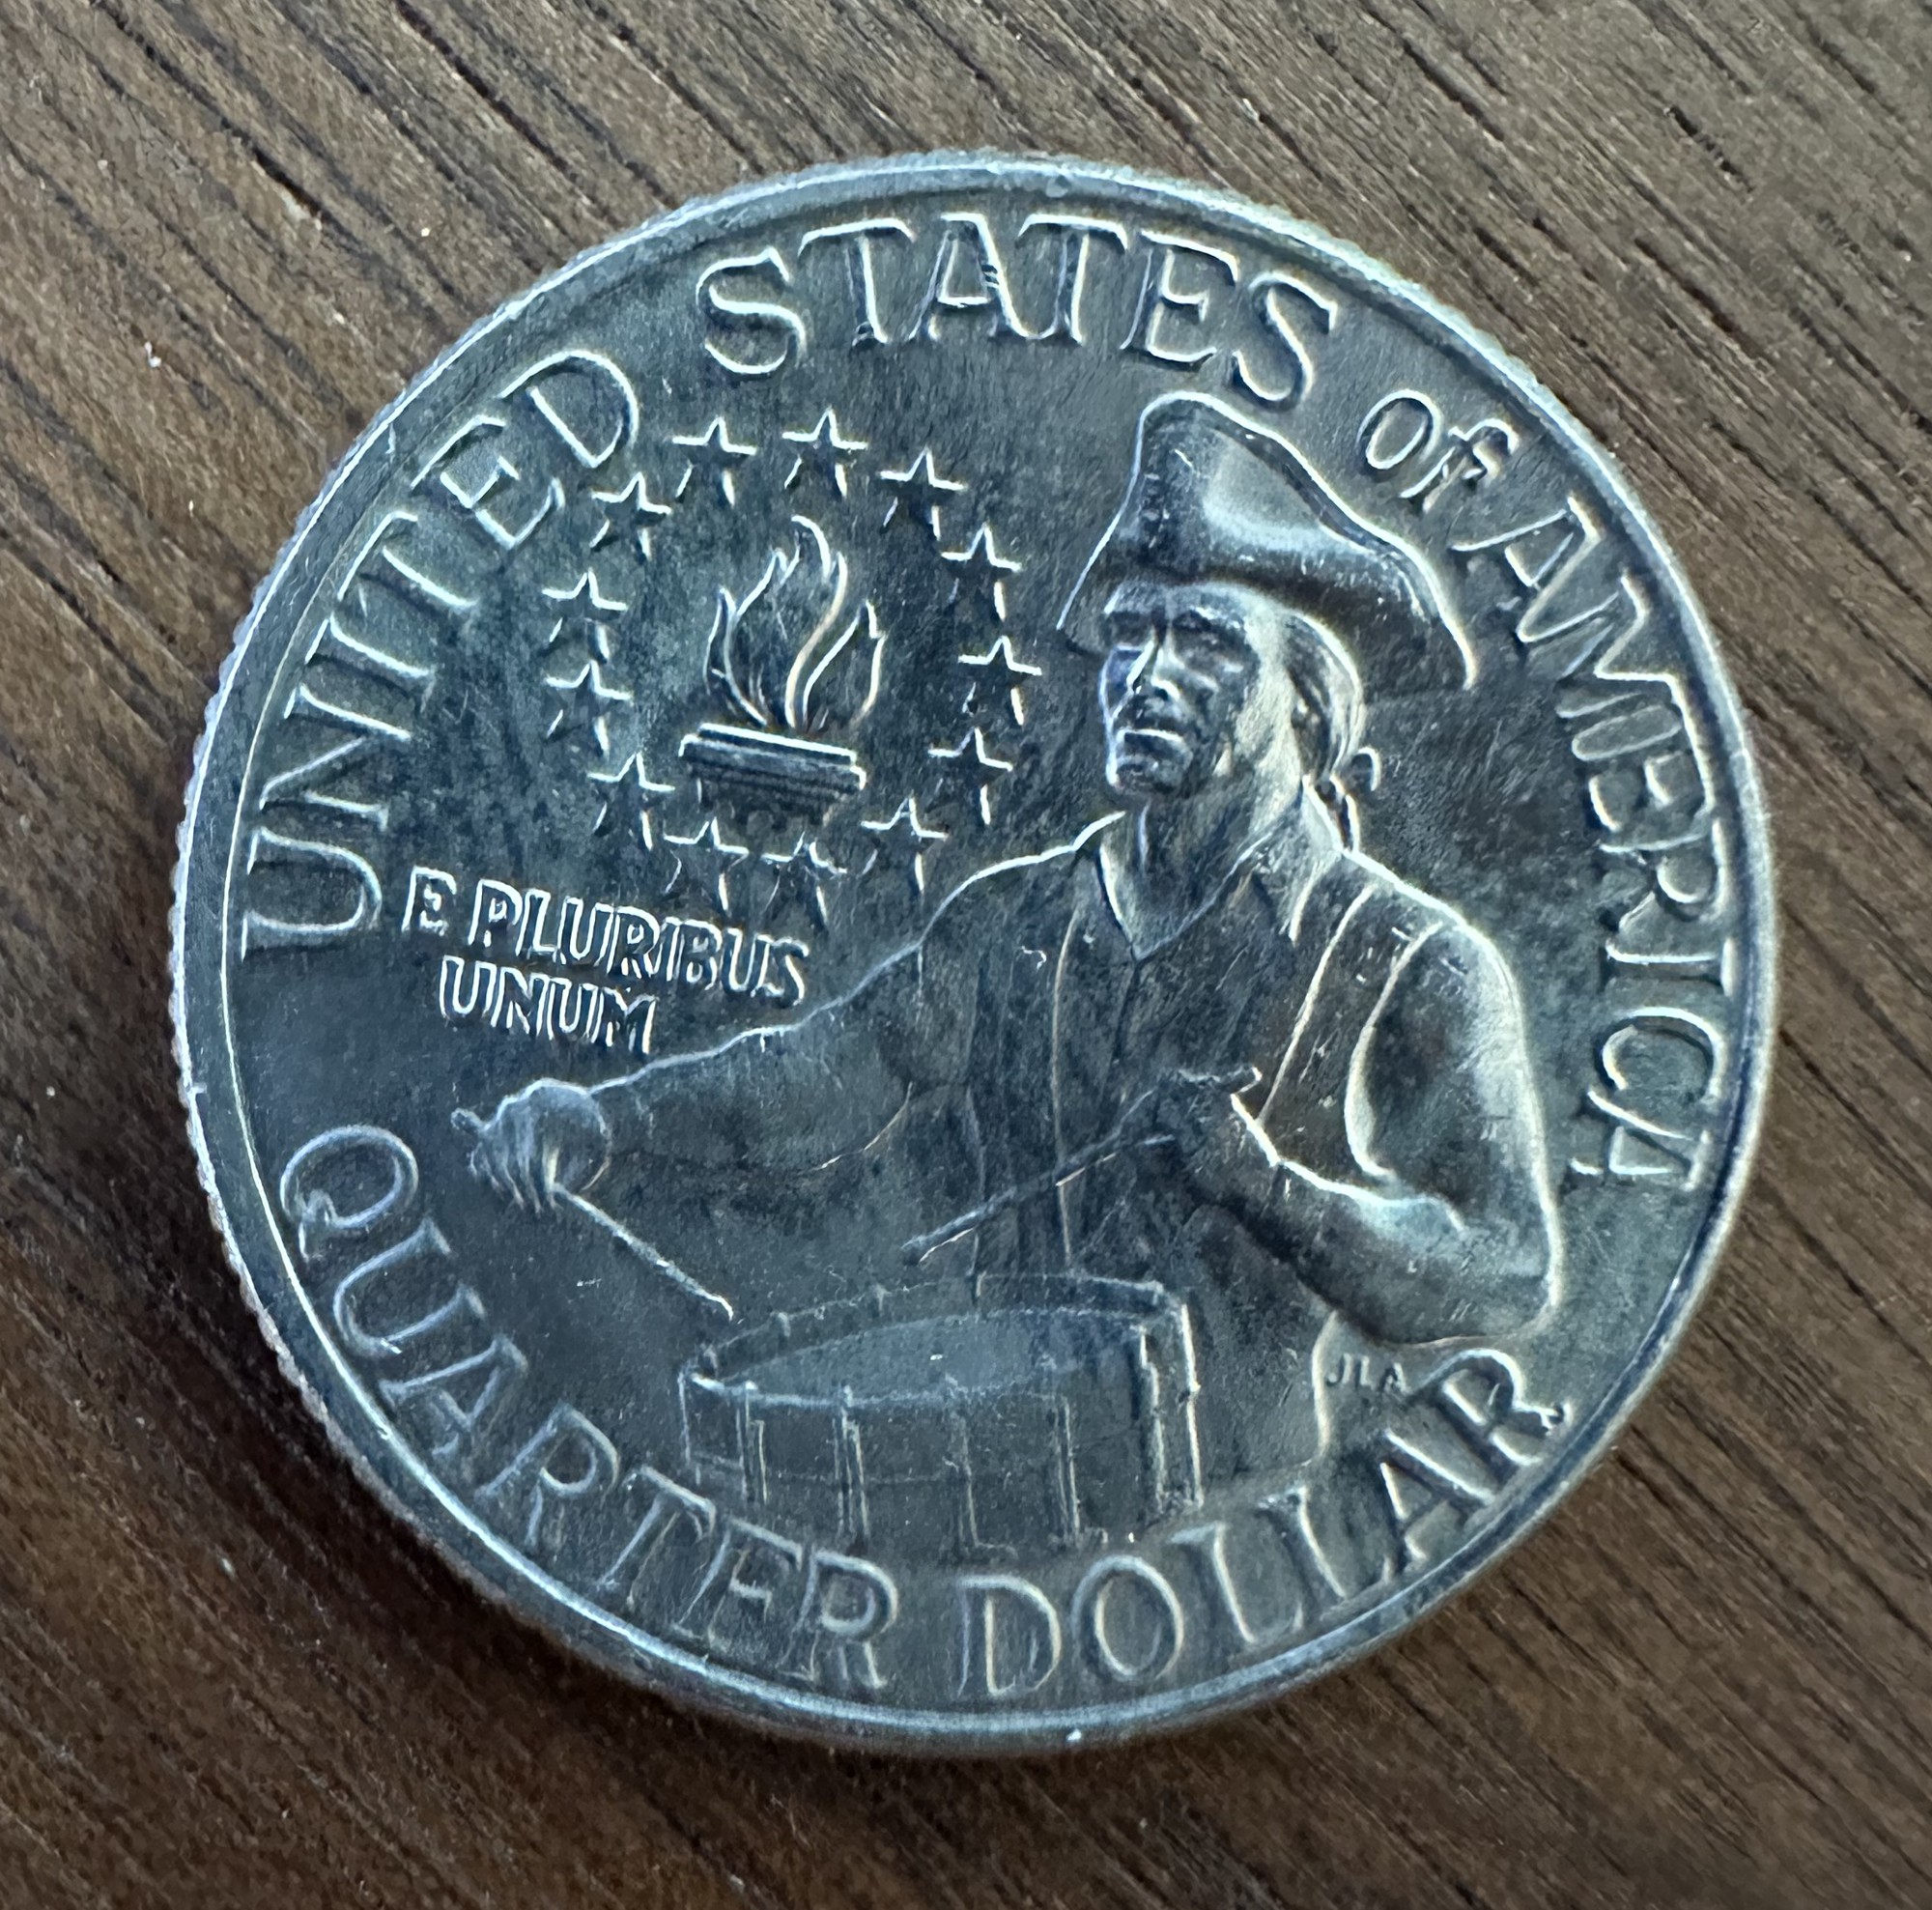 UNITED STATES of AMERICA
E PLURIBUS
UNUM
JLA
QUARTER DOLLAR